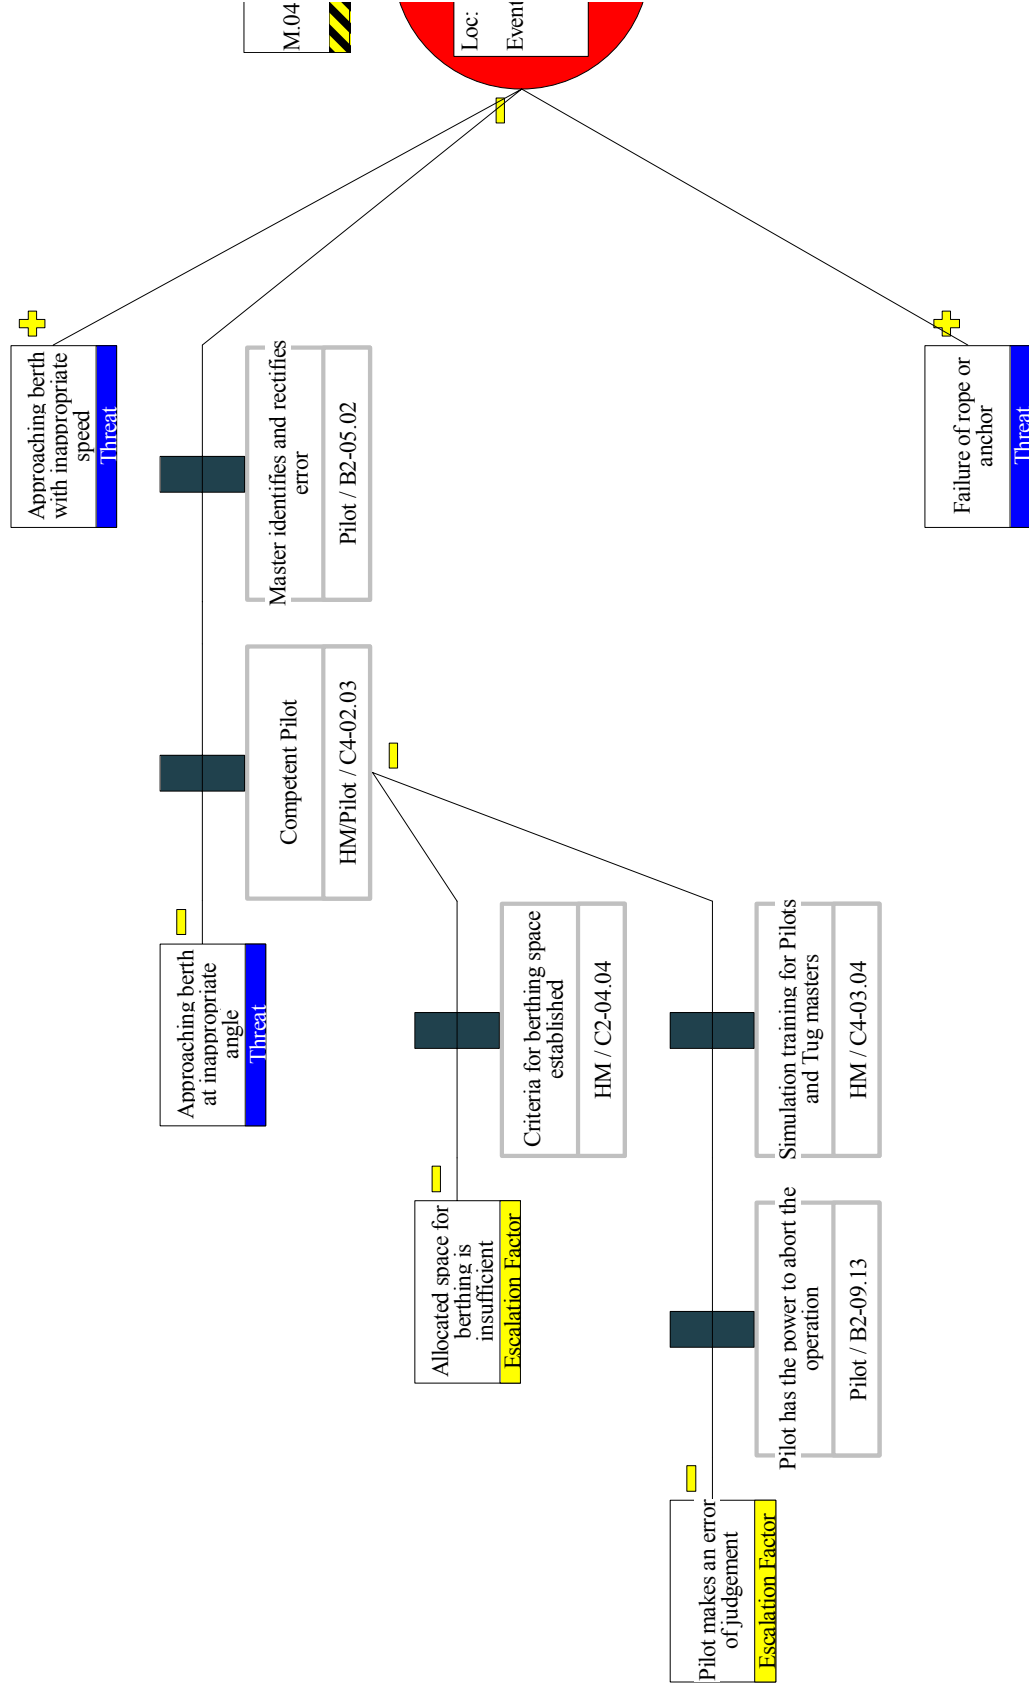 M.04
Loc:
Event
Approaching berth
with inappropriate
speed
Threat
Approaching berth
at inappropriate
angle
Threat
Competent Pilot
HM/Pilot / C4-02.03
Master identifies and rectifies
error
Pilot / B2-05.02
Allocated space for
berthing is
insufficient
Escalation Factor
Criteria for berthing space
established
HM / C2-04.04
Pilot makes an error
of judgement
Escalation Factor
Pilot has the power to abort the
operation
Pilot / B2-09.13
Simulation training for Pilots
and Tug masters
HM / C4-03.04
Failure of rope or
anchor
Threat